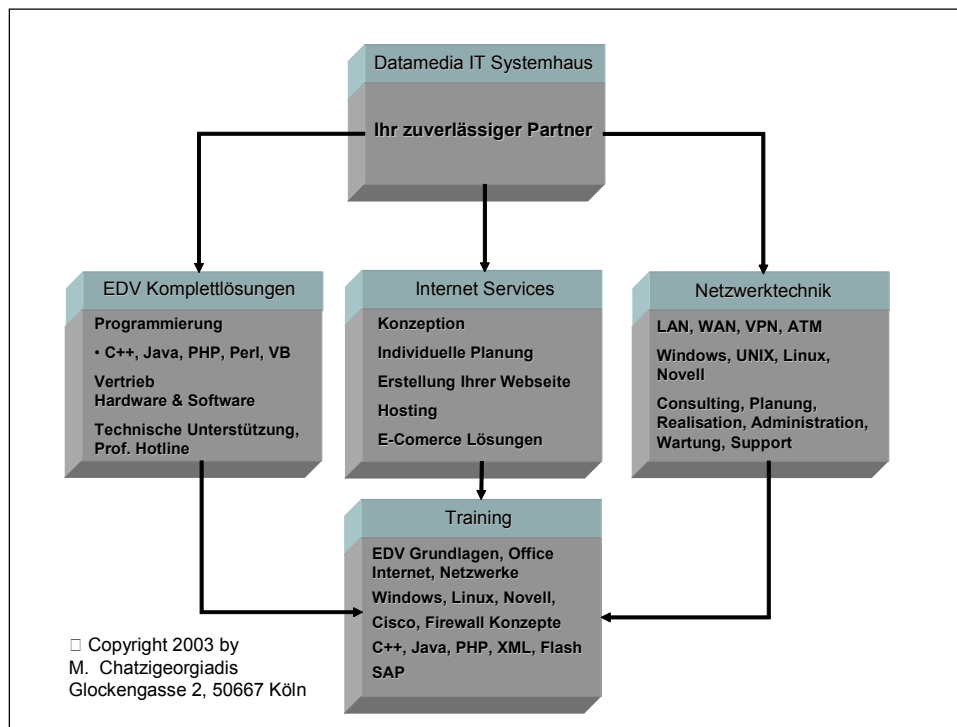 Datamedia IT Systemhaus
Ihr zuverlässiger Partner
EDV Komplettlösungen
Programmierung
• C++, Java, PHP, Perl, VB
Vertrieb
Hardware & Software
Technische Unterstützung,
Prof. Hotline
Internet Services
Konzeption
Individuelle Planung
Erstellung Ihrer Webseite
Hosting
E-Comerce Lösungen
Netzwerktechnik
LAN, WAN, VPN, ATM
Windows, UNIX, Linux,
Novell
Consulting, Planung,
Realisation, Administration,
Wartung, Support
Training
EDV Grundlagen, Office
Internet, Netzwerke
Windows, Linux, Novell,
Cisco, Firewall Konzepte
C++, Java, PHP, XML, Flash
SAP
□ Copyright 2003 by
M. Chatzigeorgiadis
Glockengasse 2, 50667 Köln